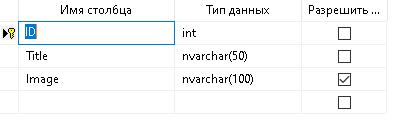 Имя столбца Тип данных Разрешить ...
ID int
Title nvarchar(50)
Image nvarchar(100)